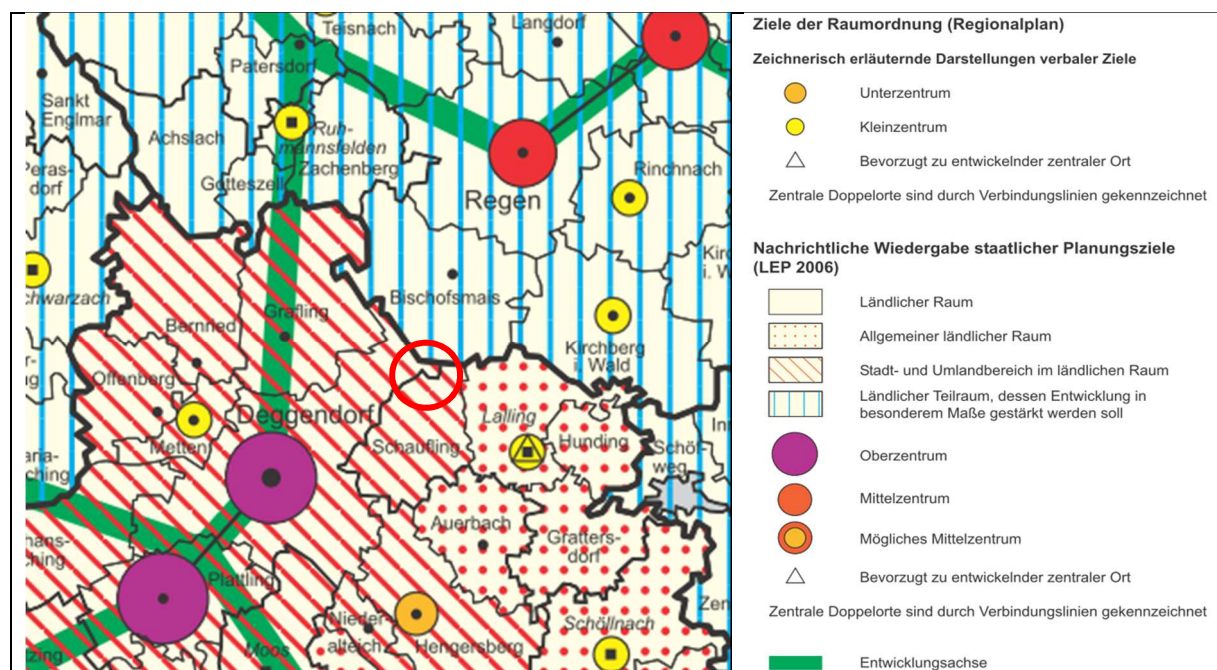 Teisnach
Langdorf
Patersdorf
Sankt
Englmar
Achslach
Ruh-
mannsfelden
Zachenberg
Gotteszell
Rinchnach
Regen
Bischofsmais
Grafling
Bernried
Kirchberg
i. Wald
Offenberg
Deggendorf
Metten
Schaufling
Lalling
Hunding
Schöf-
weg
Auerbach
Gratters-
dorf
Plattling
Nieder-
alteich
Hengersberg
Schöllnach
Moos
Ziele der Raumordnung (Regionalplan)
Zeichnerisch erläuternde Darstellungen verbaler Ziele
Unterzentrum
Kleinzentrum
Bevorzugt zu entwickelnder zentraler Ort
Zentrale Doppelorte sind durch Verbindungslinien gekennzeichnet
Nachrichtliche Wiedergabe staatlicher Planungsziele
(LEP 2006)
Ländlicher Raum
Allgemeiner ländlicher Raum
Stadt- und Umlandbereich im ländlichen Raum
Ländlicher Teilraum, dessen Entwicklung in
besonderem Maße gestärkt werden soll
Oberzentrum
Mittelzentrum
Mögliches Mittelzentrum
Bevorzugt zu entwickelnder zentraler Ort
Zentrale Doppelorte sind durch Verbindungslinien gekennzeichnet
Entwicklungsachse